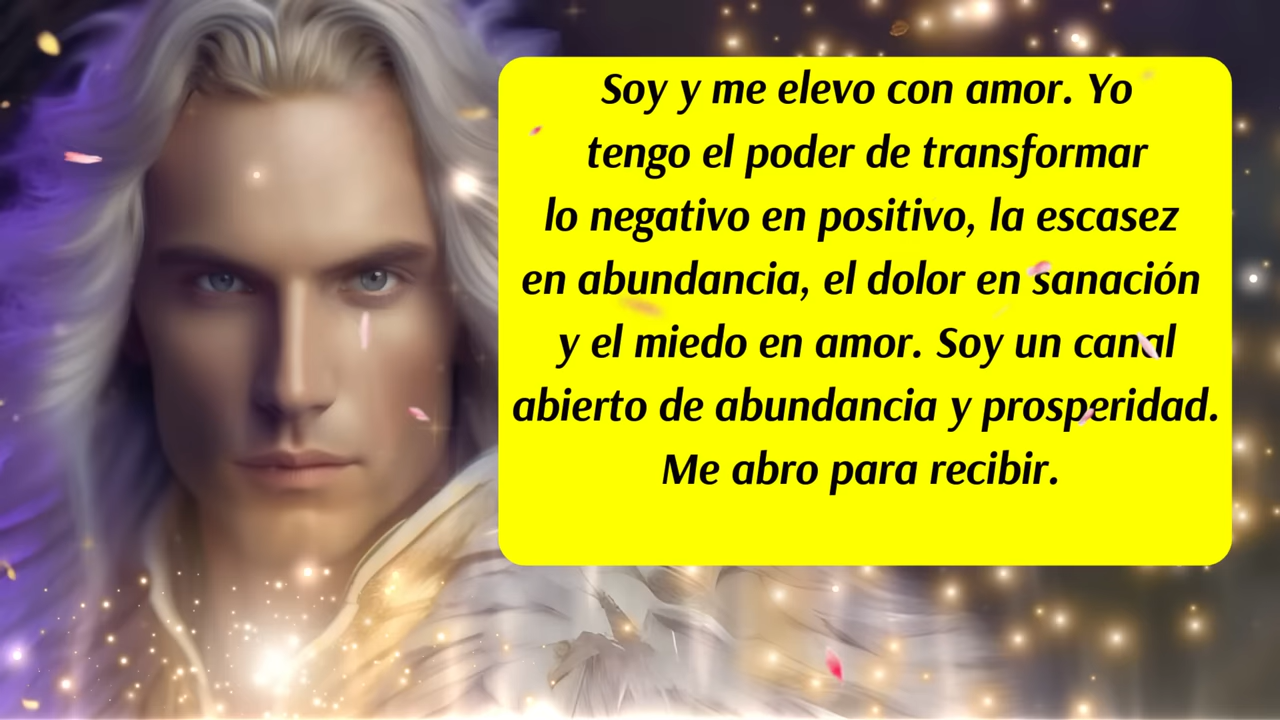 Soy y me elevo con amor. Yo
tengo el poder de transformar
lo negativo en positivo, la escasez
en abundancia, el dolor en sanación
y el miedo en amor. Soy un canal
abierto de abundancia y prosperidad.
Me abro para recibir.